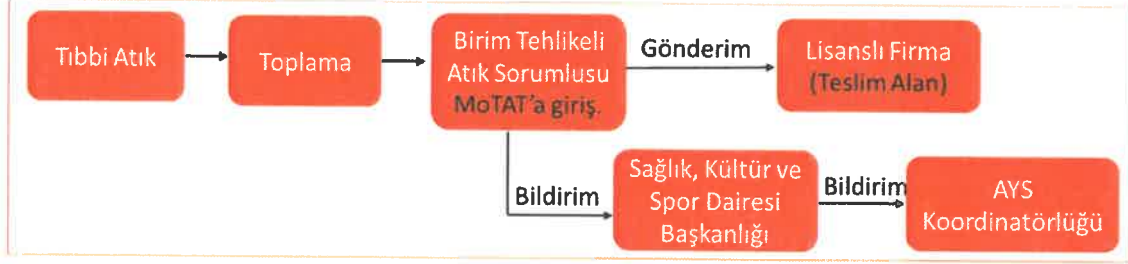 Tıbbi Atık
Toplama
Birim Tehlikeli
Atık Sorumlusu
MoTAT'a giriş.
Gönderim
Lisanslı Firma
(Teslim Alan)
Bildirim
Sağlık, Kültür ve
Spor Dairesi
Başkanlığı
Bildirim
AYS
Koordinatörlüğü